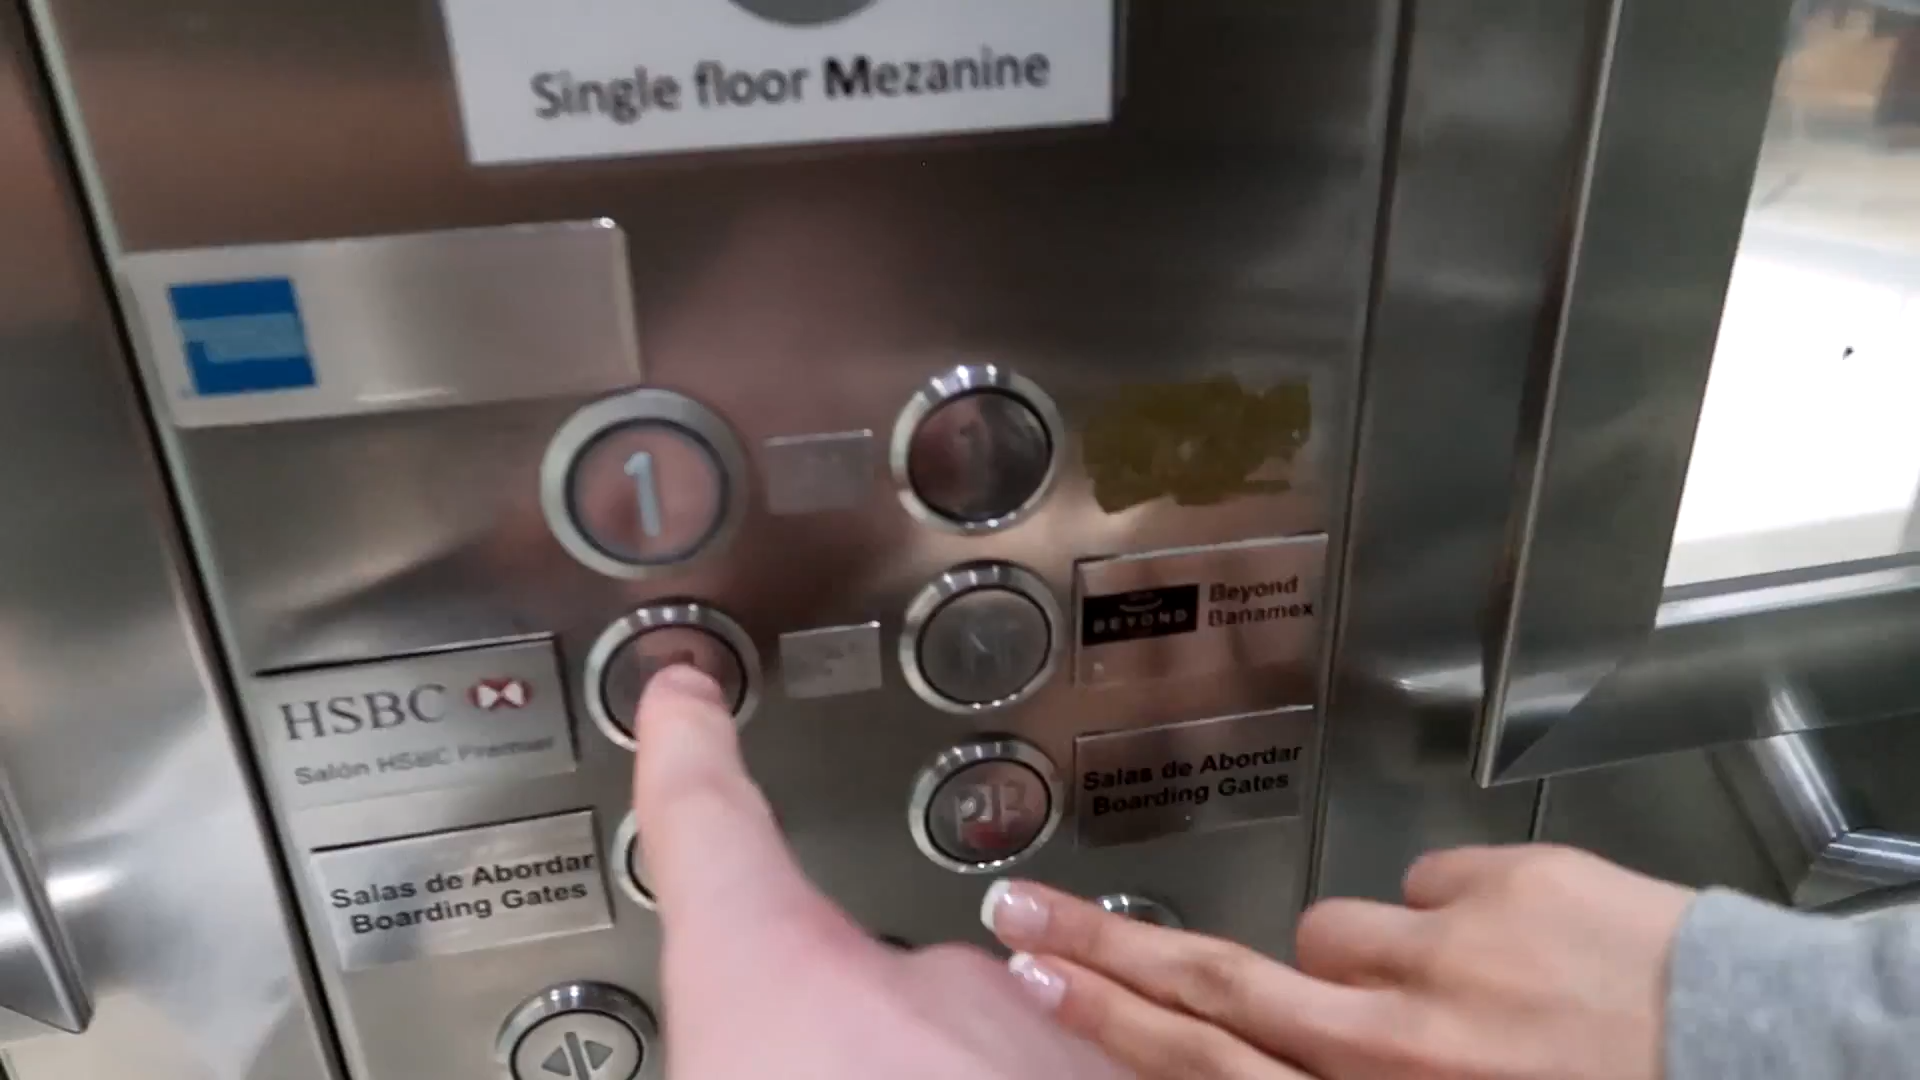 Single floor Mezanine
1
HSBC
Salón HSBC Premier
BEYOND
Beyond
Banamex
Salas de Abordar
Boarding Gates
Salas de Abordar
Boarding Gates